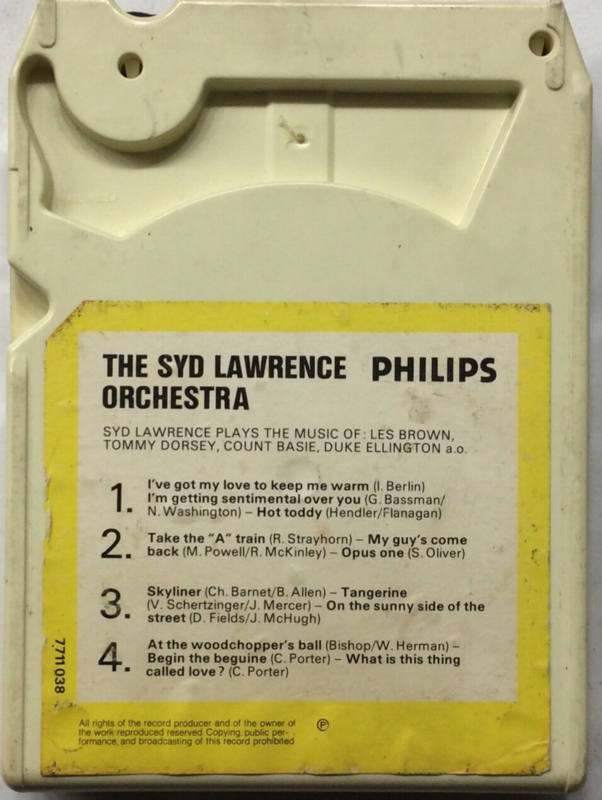 THE SYD LAWRENCE PHILIPS
ORCHESTRA
SYD LAWRENCE PLAYS THE MUSIC OF: LES BROWN,
TOMMY DORSEY, COUNT BASIE, DUKE ELLINGTON a.o.
1. I've got my love to keep me warm (I. Berlin)
I'm getting sentimental over you (G. Bassman/
N. Washington) – Hot toddy (Hendler/Flanagan)
2. Take the "A" train (R. Strayhorn) – My guy's come
back (M. Powell/R. McKinley) – Opus one (S. Oliver)
3. Skyliner (Ch. Barnet/B. Allen) – Tangerine
(V. Schertzinger/J. Mercer) – On the sunny side of the
street (D. Fields/J. McHugh)
4. At the woodchopper's ball (Bishop/W. Herman) –
Begin the beguine (C. Porter) – What is this thing
called love? (C. Porter)
7711 038
All rights of the record producer and of the owner of
the work reproduced reserved. Copying, public per-
formance, and broadcasting of this record prohibited
Ⓟ